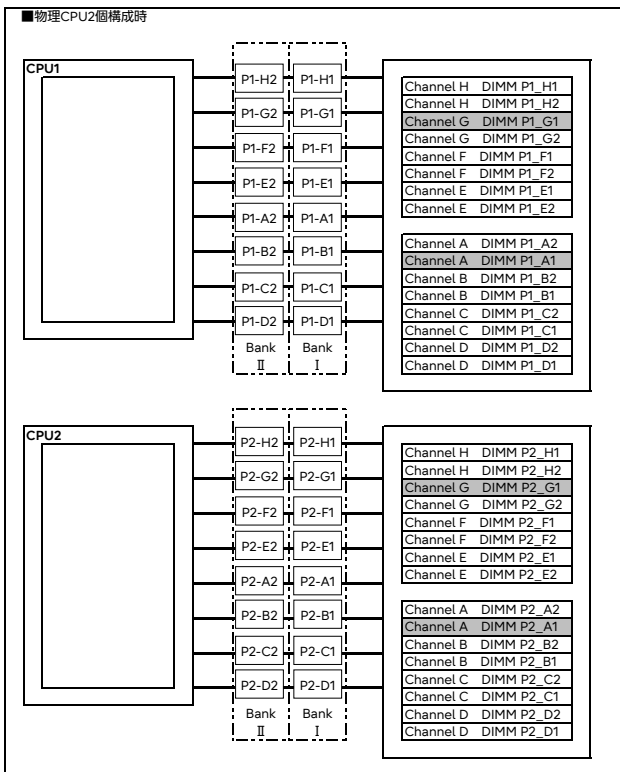 ■物理CPU2個構成時
CPU1
P1-H2 P1-H1
P1-G2 P1-G1
P1-F2 P1-F1
P1-E2 P1-E1
P1-A2 P1-A1
P1-B2 P1-B1
P1-C2 P1-C1
P1-D2 P1-D1
Bank Bank
Ⅱ Ⅰ
Channel H DIMM P1_H1
Channel H DIMM P1_H2
Channel G DIMM P1_G1
Channel G DIMM P1_G2
Channel F DIMM P1_F1
Channel F DIMM P1_F2
Channel E DIMM P1_E1
Channel E DIMM P1_E2
Channel A DIMM P1_A2
Channel A DIMM P1_A1
Channel B DIMM P1_B2
Channel B DIMM P1_B1
Channel C DIMM P1_C2
Channel C DIMM P1_C1
Channel D DIMM P1_D2
Channel D DIMM P1_D1
CPU2
P2-H2 P2-H1
P2-G2 P2-G1
P2-F2 P2-F1
P2-E2 P2-E1
P2-A2 P2-A1
P2-B2 P2-B1
P2-C2 P2-C1
P2-D2 P2-D1
Bank Bank
Ⅱ Ⅰ
Channel H DIMM P2_H1
Channel H DIMM P2_H2
Channel G DIMM P2_G1
Channel G DIMM P2_G2
Channel F DIMM P2_F1
Channel F DIMM P2_F2
Channel E DIMM P2_E1
Channel E DIMM P2_E2
Channel A DIMM P2_A2
Channel A DIMM P2_A1
Channel B DIMM P2_B2
Channel B DIMM P2_B1
Channel C DIMM P2_C2
Channel C DIMM P2_C1
Channel D DIMM P2_D2
Channel D DIMM P2_D1